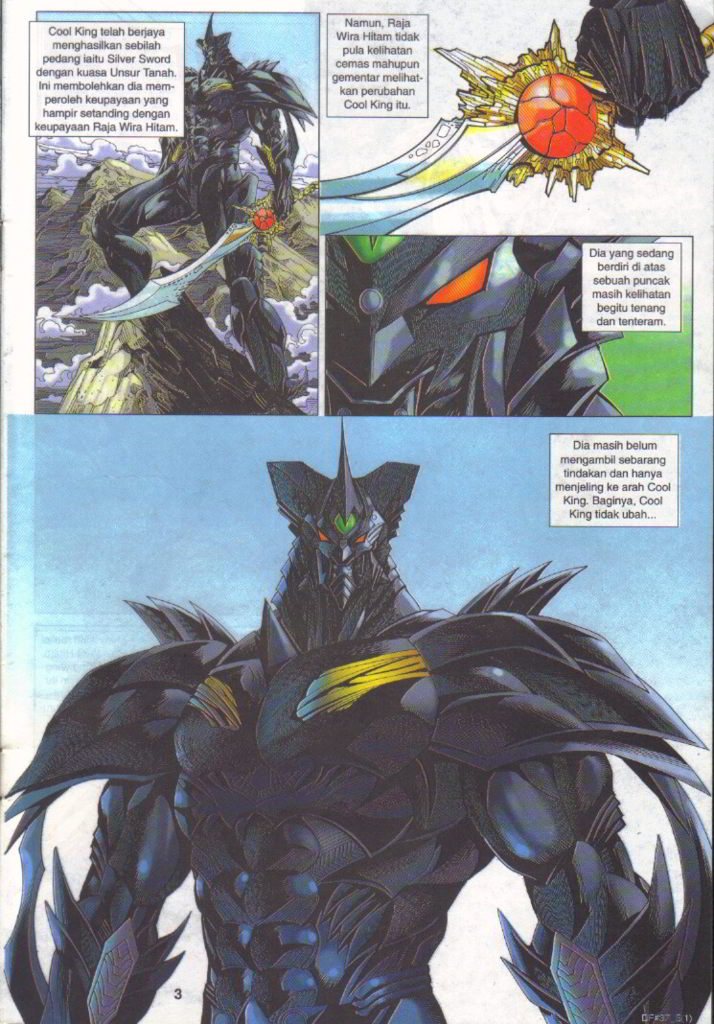 Cool King telah berjaya
menghasilkan sebilah
pedang iaitu Silver Sword
dengan kuasa Unsur Tanah.
Ini membolehkan dia mem-
peroleh keupayaan yang
hampir setanding dengan
keupayaan Raja Wira Hitam.
Namun, Raja
Wira Hitam tidak
pula kelihatan
cemas mahupun
gementar melihat-
kan perubahan
Cool King itu.
Dia yang sedang
berdiri di atas
sebuah puncak
masih kelihatan
begitu tenang
dan tenteram.
Dia masih belum
mengambil sebarang
tindakan dan hanya
menjeling ke arah Cool
King. Baginya, Cool
King tidak ubah...
3